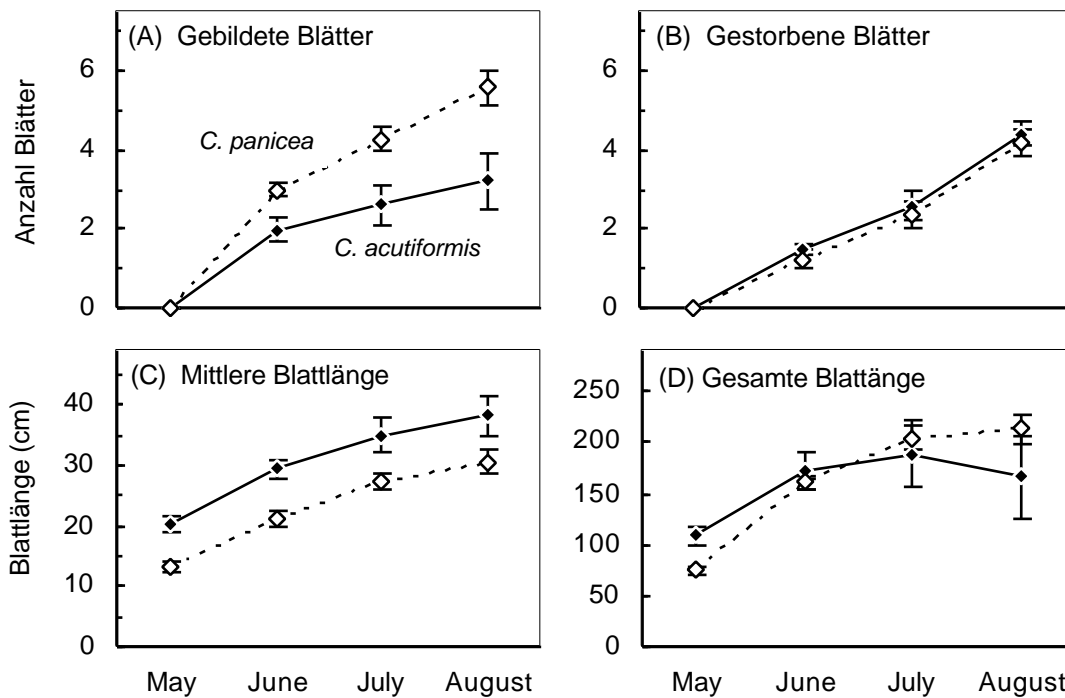 (A) Gebildete Blätter
(B) Gestorbene Blätter
Anzahl Blätter
6
4
2
0
C. panicea
C. acutiformis
6
4
2
0
(C) Mittlere Blattlänge
(D) Gesamte Blattänge
Blattlänge (cm)
40
30
20
10
0
250
200
150
100
50
0
May June July August
May June July August